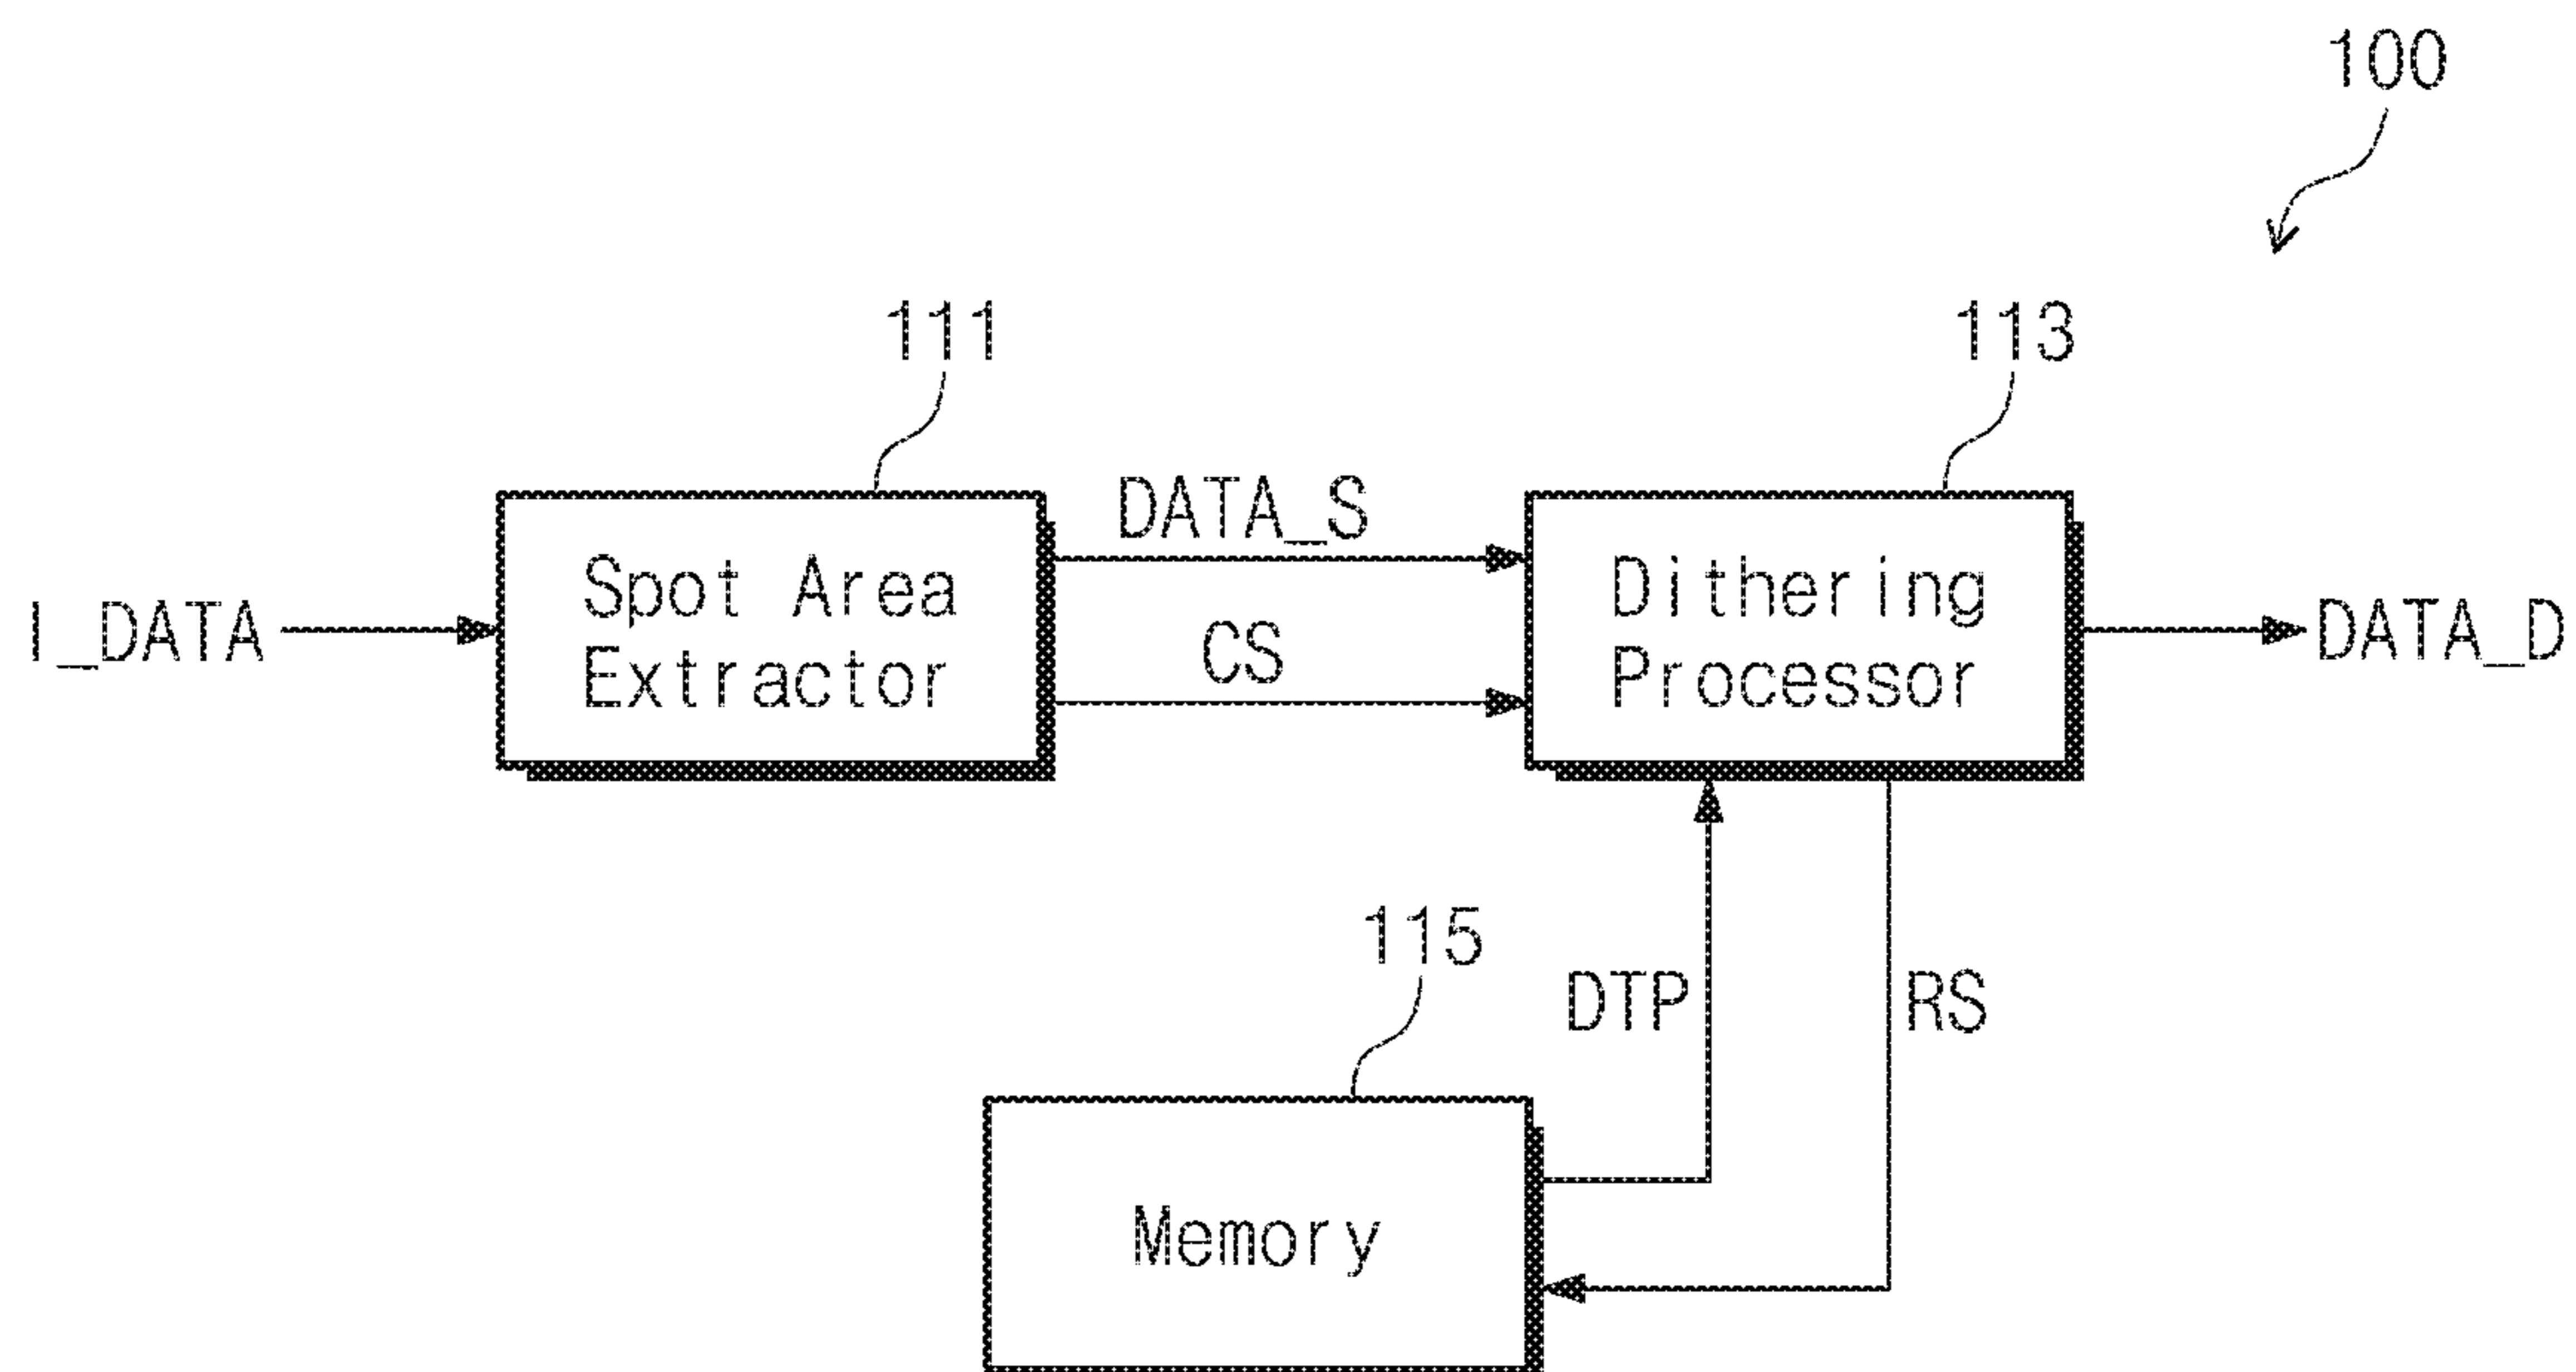 100
111
113
DATA_S
Spot Area
Extractor
Dithering
Processor
I_DATA
CS
DATA_D
115
DTP
RS
Memory